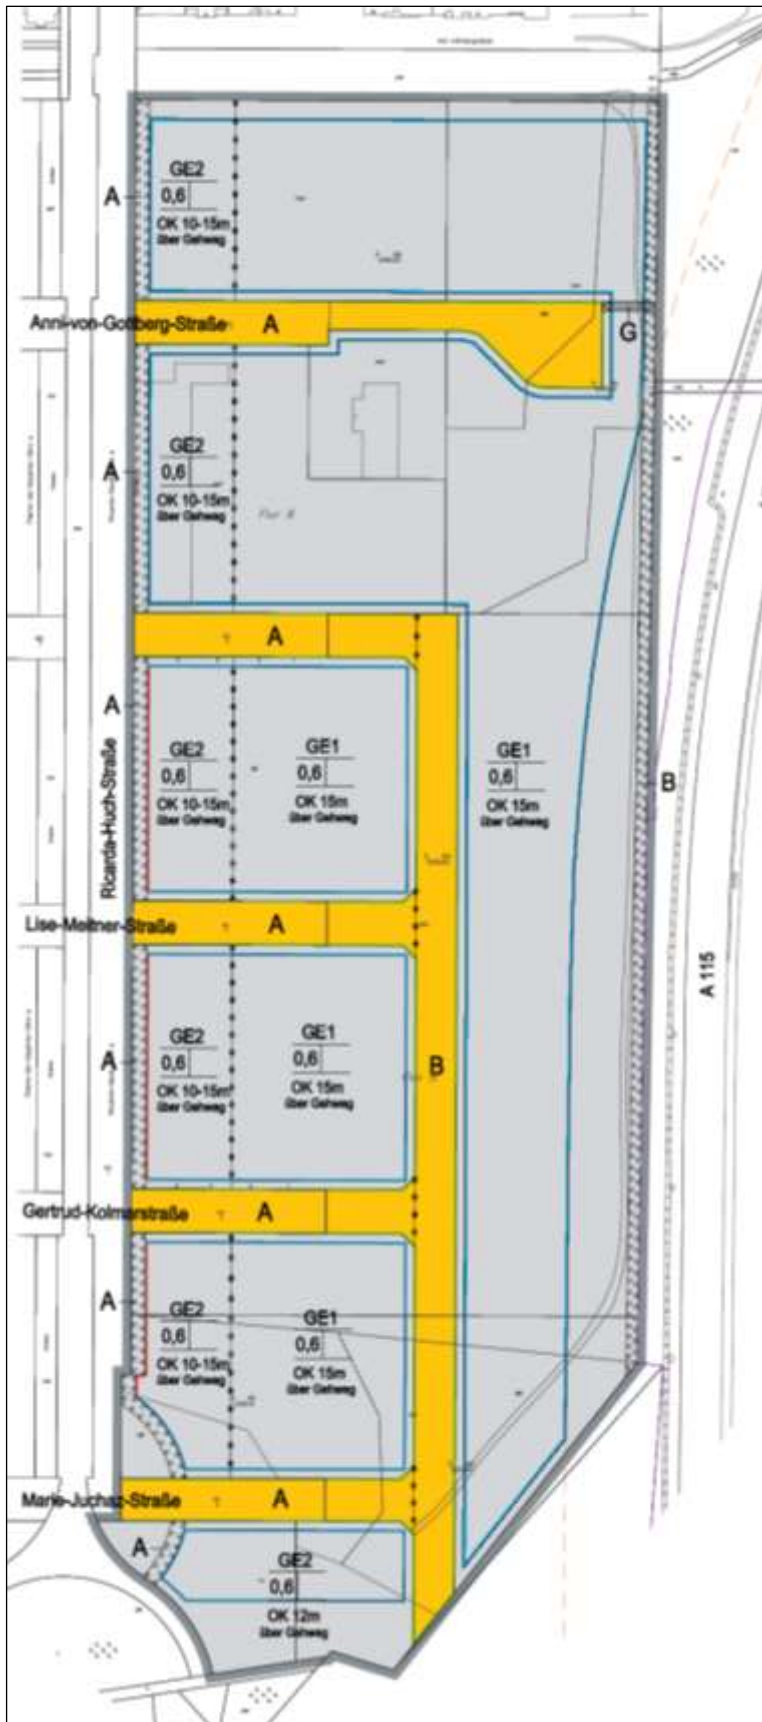 GE2
0,6
OK 10-15m
über Gehweg
A
Anni-von-Gottberg-Straße
A
G
GE2
0,6
OK 10-15m
über Gehweg
A
Flur 8
A
A
Ricarda-Huch-Straße
GE2
0,6
OK 10-15m
über Gehweg
GE1
0,6
OK 15m
über Gehweg
GE1
0,6
OK 15m
über Gehweg
B
Lise-Meitner-Straße
A
A 115
A
GE2
0,6
OK 10-15m
über Gehweg
GE1
0,6
OK 15m
über Gehweg
B
Gertrud-Kolmarstraße
A
A
GE2
0,6
OK 10-15m
über Gehweg
GE1
0,6
OK 15m
über Gehweg
Marie-Juchaz-Straße
A
A
GE2
0,6
OK 12m
über Gehweg